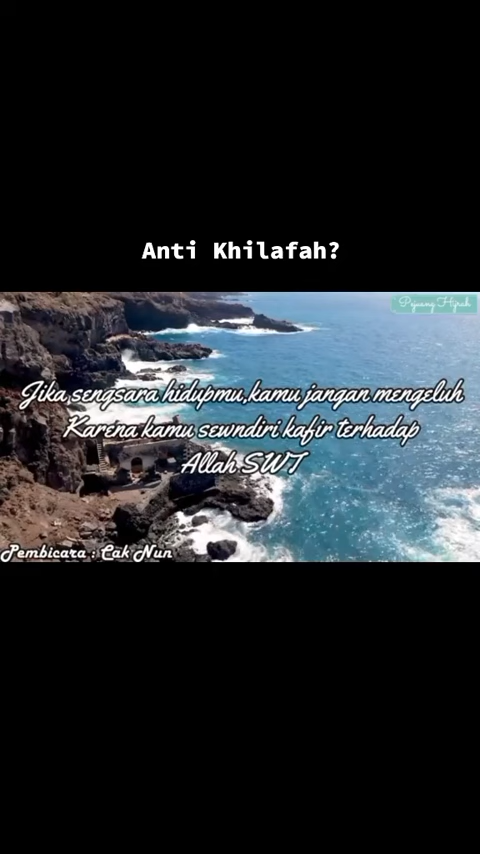 Anti Khilafah?
Pejuang Hijrah
Jika sengsara hidupmu,kamu jangan mengeluh
Karena kamu sewndiri kafir terhadap
Allah SWT
Pembicara : Cak Nun